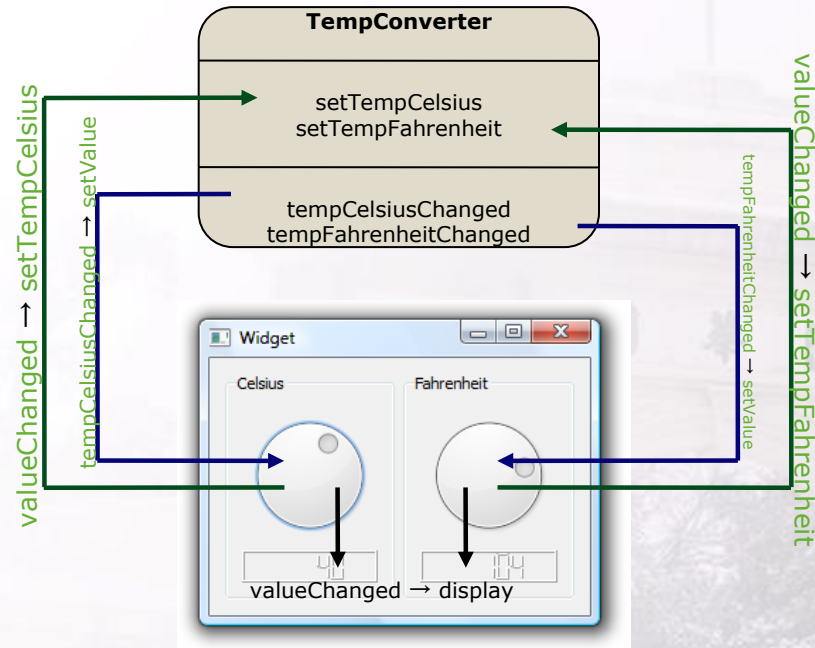 TempConverter
setTempCelsius
setTempFahrenheit
tempCelsiusChanged
tempFahrenheitChanged
valueChanged → setTempCelsius
tempCelsiusChanged → setValue
tempFahrenheitChanged → setValue
valueChanged → setTempFahrenheit
Widget
Celsius
Fahrenheit
40
104
valueChanged → display